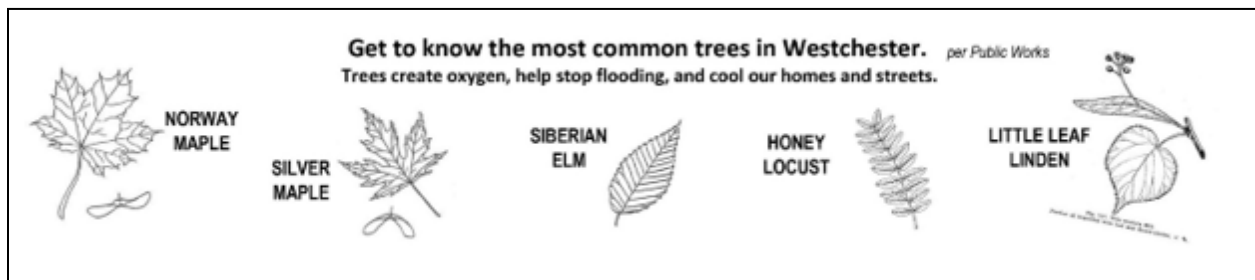 Get to know the most common trees in Westchester. per Public Works
Trees create oxygen, help stop flooding, and cool our homes and streets.
NORWAY
MAPLE
SILVER
MAPLE
SIBERIAN
ELM
HONEY
LOCUST
LITTLE LEAF
LINDEN